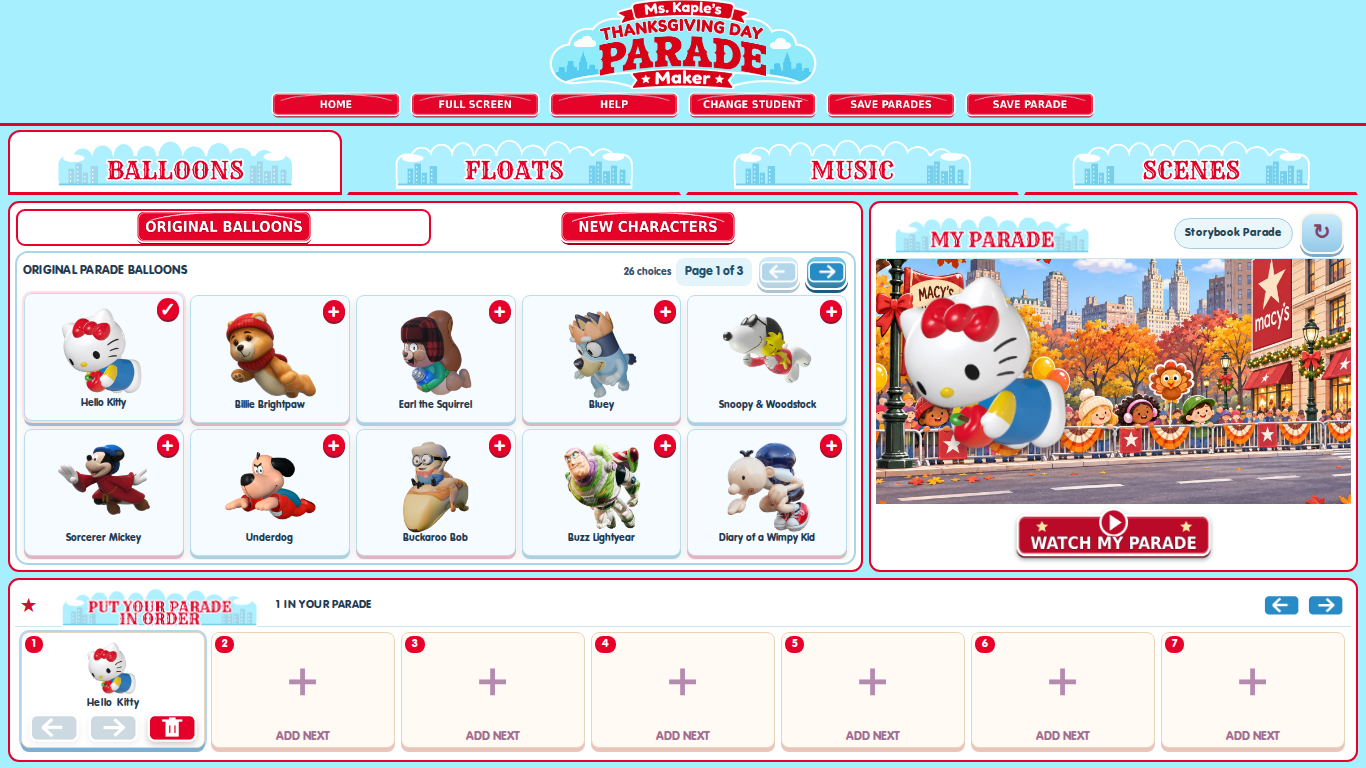 Ms. Kaple's
THANKSGIVING DAY
PARADE
Maker
HOME
FULL SCREEN
HELP
CHANGE STUDENT
SAVE PARADES
SAVE PARADE
BALLOONS
FLOATS
MUSIC
SCENES
ORIGINAL BALLOONS
NEW CHARACTERS
ORIGINAL PARADE BALLOONS
26 choices
Page 1 of 3
Hello Kitty
Billie Brightpaw
Earl the Squirrel
Bluey
Snoopy & Woodstock
Sorcerer Mickey
Underdog
Buckaroo Bob
Buzz Lightyear
Diary of a Wimpy Kid
MY PARADE
Storybook Parade
MACY'S
macy's
WATCH MY PARADE
PUT YOUR PARADE
IN ORDER
1 IN YOUR PARADE
1
Hello Kitty
2
ADD NEXT
3
ADD NEXT
4
ADD NEXT
5
ADD NEXT
6
ADD NEXT
7
ADD NEXT